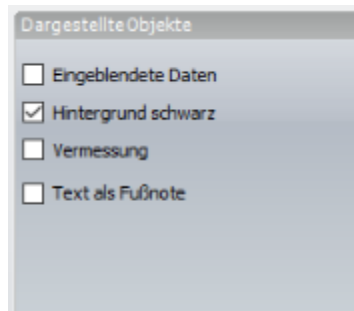 Dargestellte Objekte
Eingeblendete Daten
Hintergrund schwarz
Vermessung
Text als Fußnote